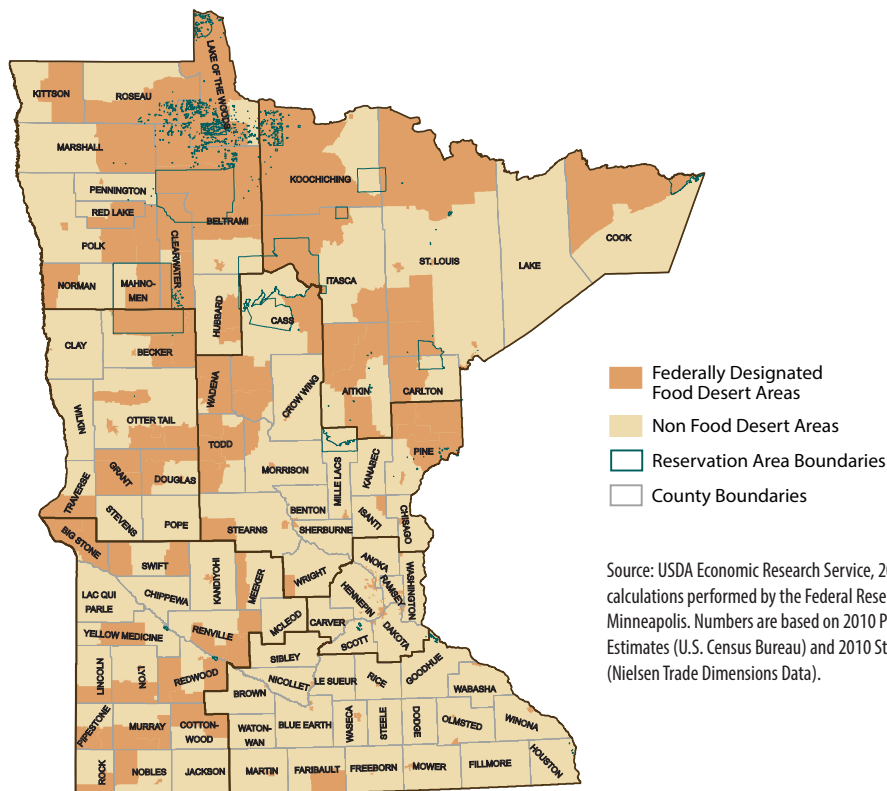 LAKE OF THE WOODS
KITTSON
ROSEAU
MARSHALL
KOOCHICHING
PENNINGTON
RED LAKE
BELTRAMI
POLK
CLEARWATER
COOK
ST. LOUIS
LAKE
ITASCA
NORMAN
MAHNO-
MEN
HUBBARD
CASS
CLAY
BECKER
WADENA
CROW WING
AITKIN
CARLTON
WILKIN
OTTER TAIL
TODD
PINE
GRANT
DOUGLAS
MORRISON
MILLE LACS
KANABEC
TRAVERSE
STEVENS
POPE
STEARNS
BENTON
SHERBURNE
ISANTI
CHISAGO
BIG STONE
SWIFT
KANDIYOHI
MEEKER
WRIGHT
ANOKA
RAMSEY
WASHINGTON
HENNEPIN
LAC QUI
PARLE
CHIPPEWA
MCLEOD
CARVER
SCOTT
DAKOTA
YELLOW MEDICINE
RENVILLE
SIBLEY
LINCOLN
LYON
REDWOOD
NICOLLET
LE SUEUR
RICE
GOODHUE
BROWN
WABASHA
PIPESTONE
MURRAY
COTTON-
WOOD
WATON-
WAN
BLUE EARTH
WASECA
STEELE
DODGE
OLMSTED
WINONA
ROCK
NOBLES
JACKSON
MARTIN
FARIBAULT
FREEBORN
MOWER
FILLMORE
HOUSTON
Federally Designated
Food Desert Areas
Non Food Desert Areas
Reservation Area Boundaries
County Boundaries
Source: USDA Economic Research Service,
calculations performed by the Federal
Minneapolis. Numbers are based on 2010
Estimates (U.S. Census Bureau) and 2010
(Nielsen Trade Dimensions Data).